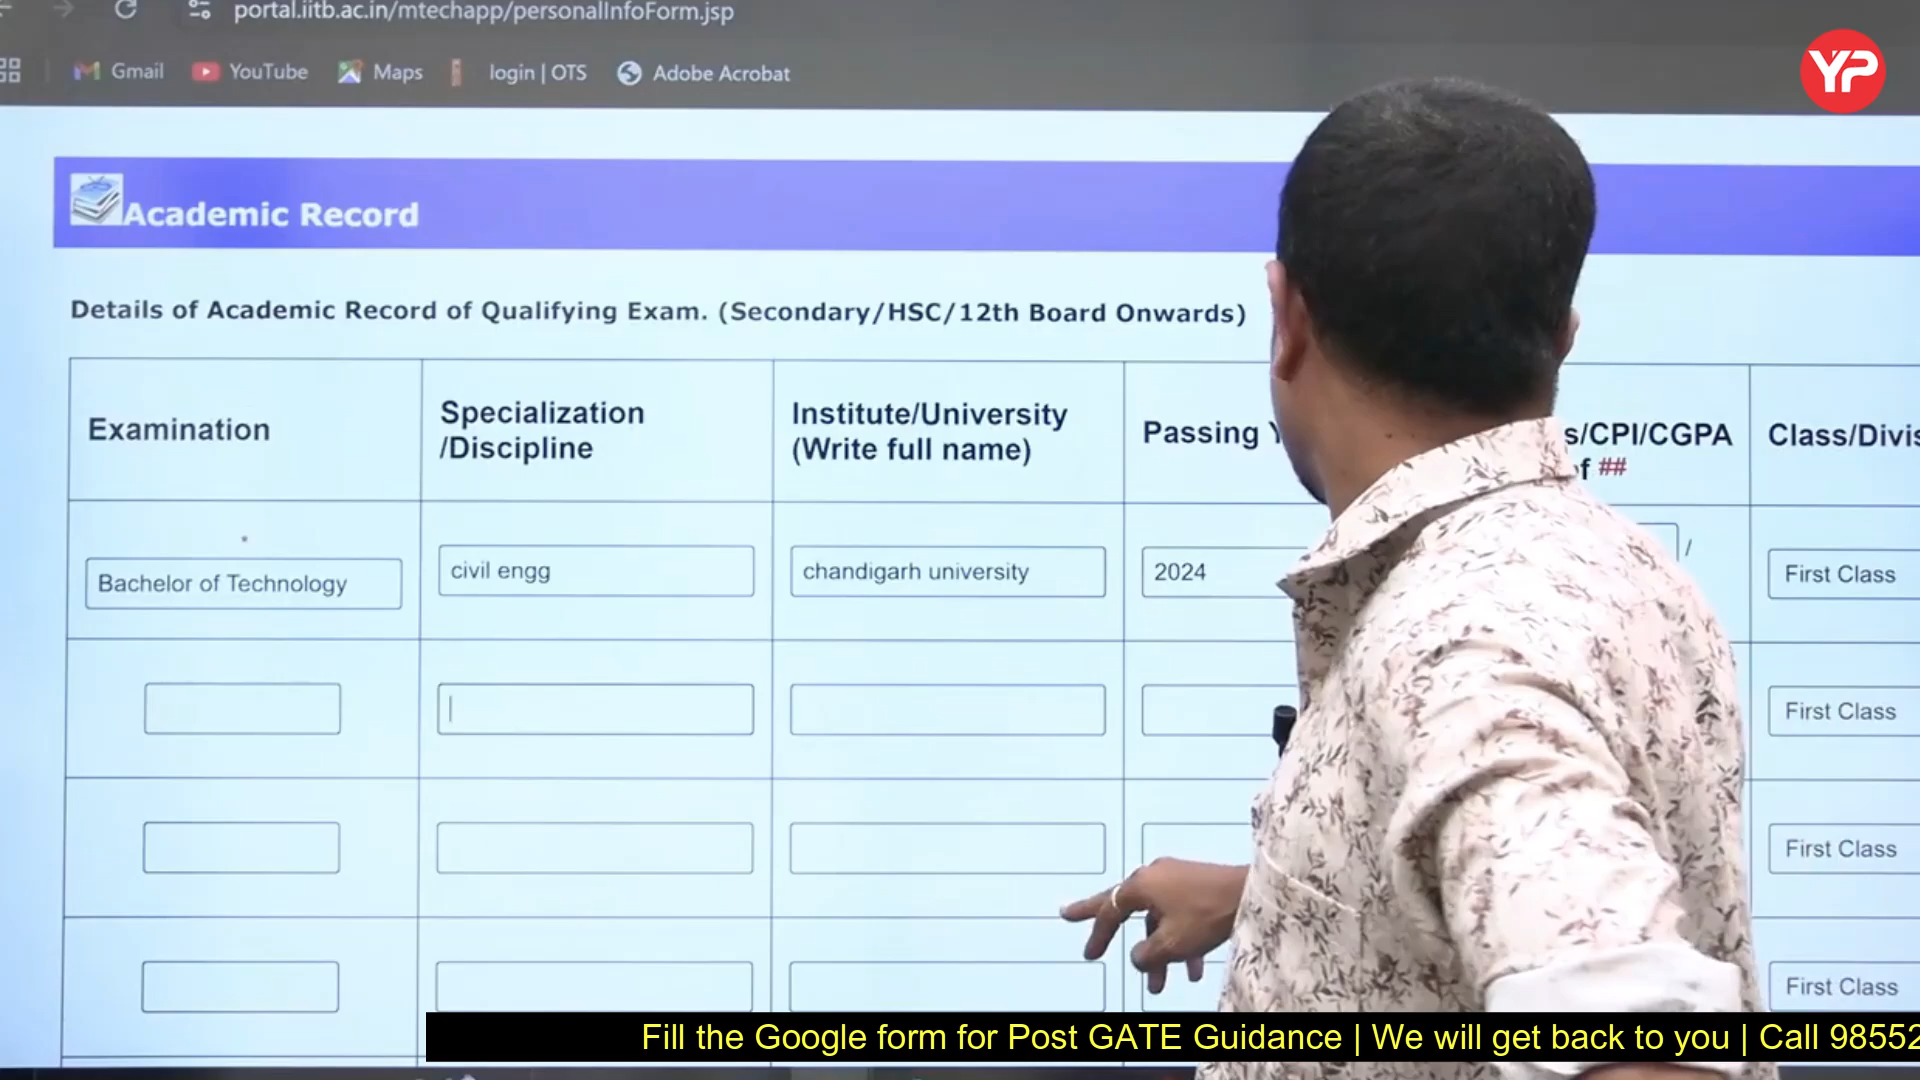 portal.iitb.ac.in/mtechapp/personalInfoForm.jsp
Gmail YouTube Maps login | OTS Adobe Acrobat
YP
Academic Record
Details of Academic Record of Qualifying Exam. (Secondary/HSC/12th Board Onwards)
Examination
Specialization
/Discipline
Institute/University
(Write full name)
Passing
s/CPI/CGPA
f ##
Class/Divis
*
Bachelor of Technology
civil engg
chandigarh university
2024
/
First Class
First Class
First Class
First Class
Fill the Google form for Post GATE Guidance | We will get back to you | Call 98552